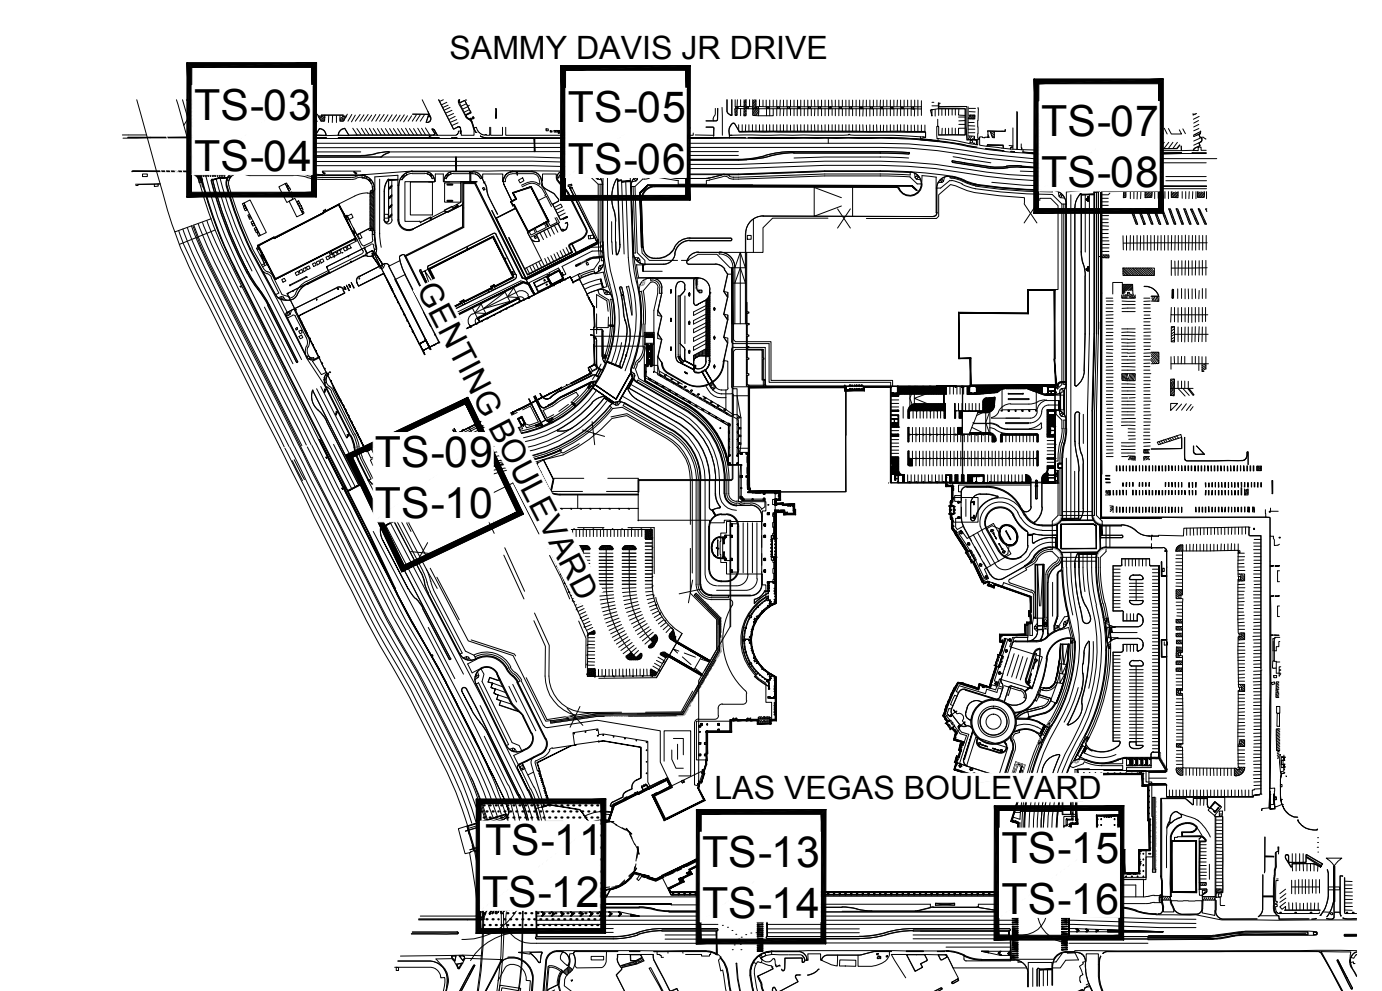 SAMMY DAVIS JR DRIVE
TS-03
TS-04
TS-05
TS-06
TS-07
TS-08
GENTING BOULEVARD
TS-09
TS-10
LAS VEGAS BOULEVARD
TS-11
TS-12
TS-13
TS-14
TS-15
TS-16